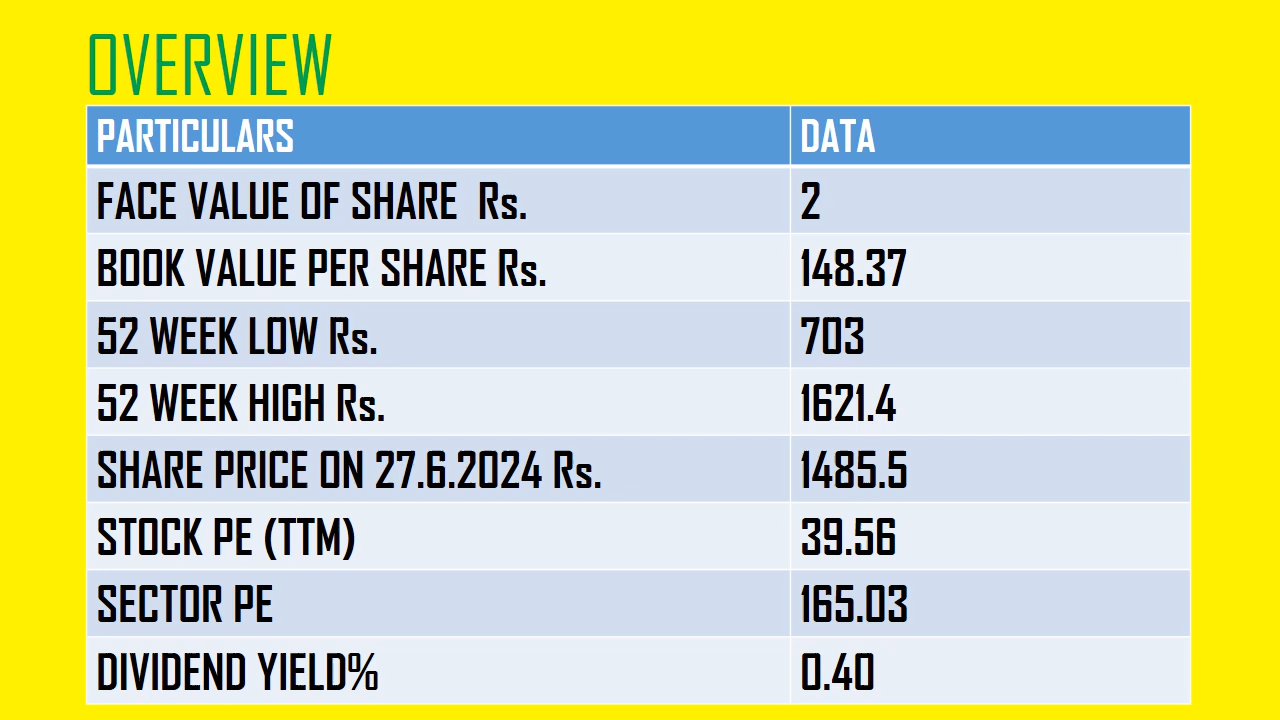 OVERVIEW
PARTICULARS DATA
FACE VALUE OF SHARE Rs. 2
BOOK VALUE PER SHARE Rs. 148.37
52 WEEK LOW Rs. 703
52 WEEK HIGH Rs. 1621.4
SHARE PRICE ON 27.6.2024 Rs. 1485.5
STOCK PE (TTM) 39.56
SECTOR PE 165.03
DIVIDEND YIELD% 0.40